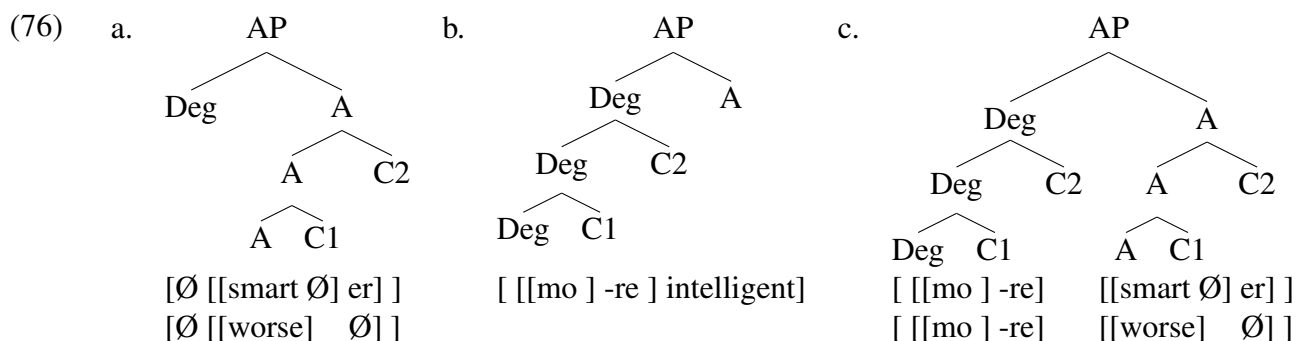 (76) a. AP b. AP c. AP
Deg A Deg A Deg A
A C2 Deg C2 Deg C2 A C2
A C1 Deg C1 Deg C1 A C1
[Ø [[smart Ø] er] ] [ [[mo ] -re ] intelligent] [ [[mo ] -re] [[smart Ø] er] ]
[Ø [[worse] Ø] ] [ [[mo ] -re] [[worse] Ø] ]